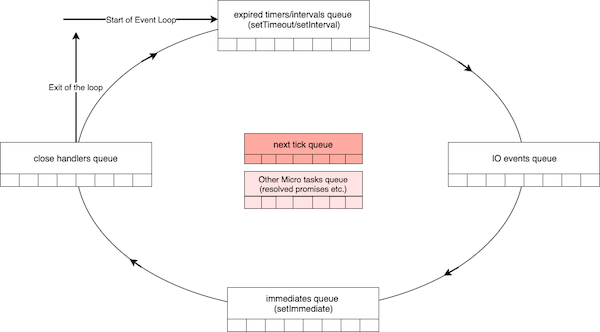 Start of Event Loop
expired timers/intervals queue
(setTimeout/setInterval)
Exit of the loop
close handlers queue
next tick queue
Other Micro tasks queue
(resolved promises etc.)
IO events queue
immediates queue
(setImmediate)